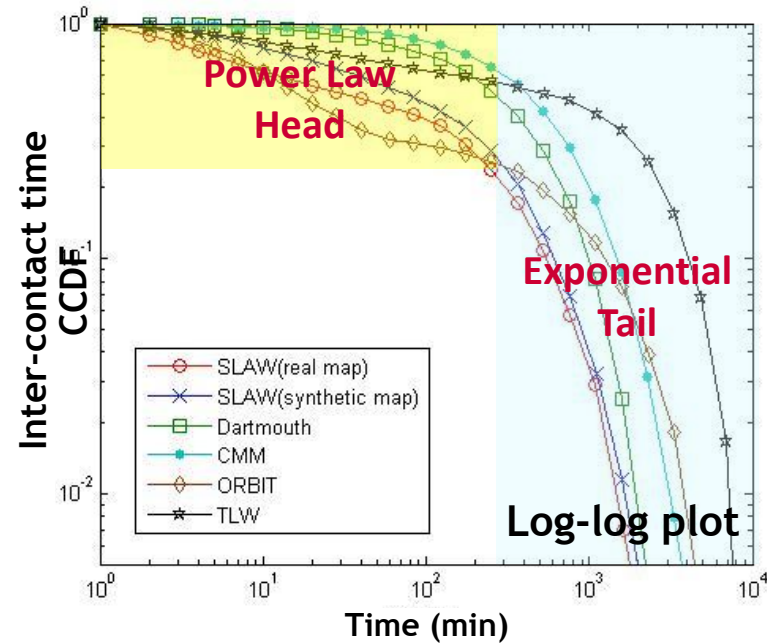 10^0
Power Law
Head
Inter-contact time
CCDF
10^-1
Exponential
Tail
SLAW(real map)
SLAW(synthetic map)
Dartmouth
CMM
ORBIT
TLW
10^-2
Log-log plot
10^0 10^1 10^2 10^3 10^4
Time (min)